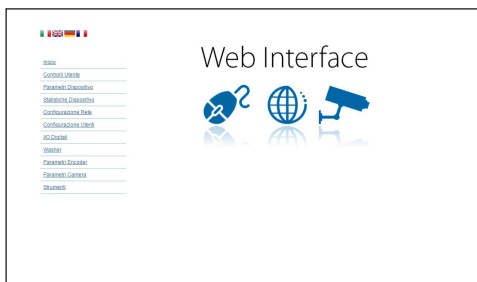 Web Interface
Inizio
Controlli Utente
Parametri Dispositivo
Statistiche Dispositivo
Configurazione Rete
Configurazione Utenti
I/O Digitali
Washer
Parametri Encoder
Parametri Camera
Strumenti